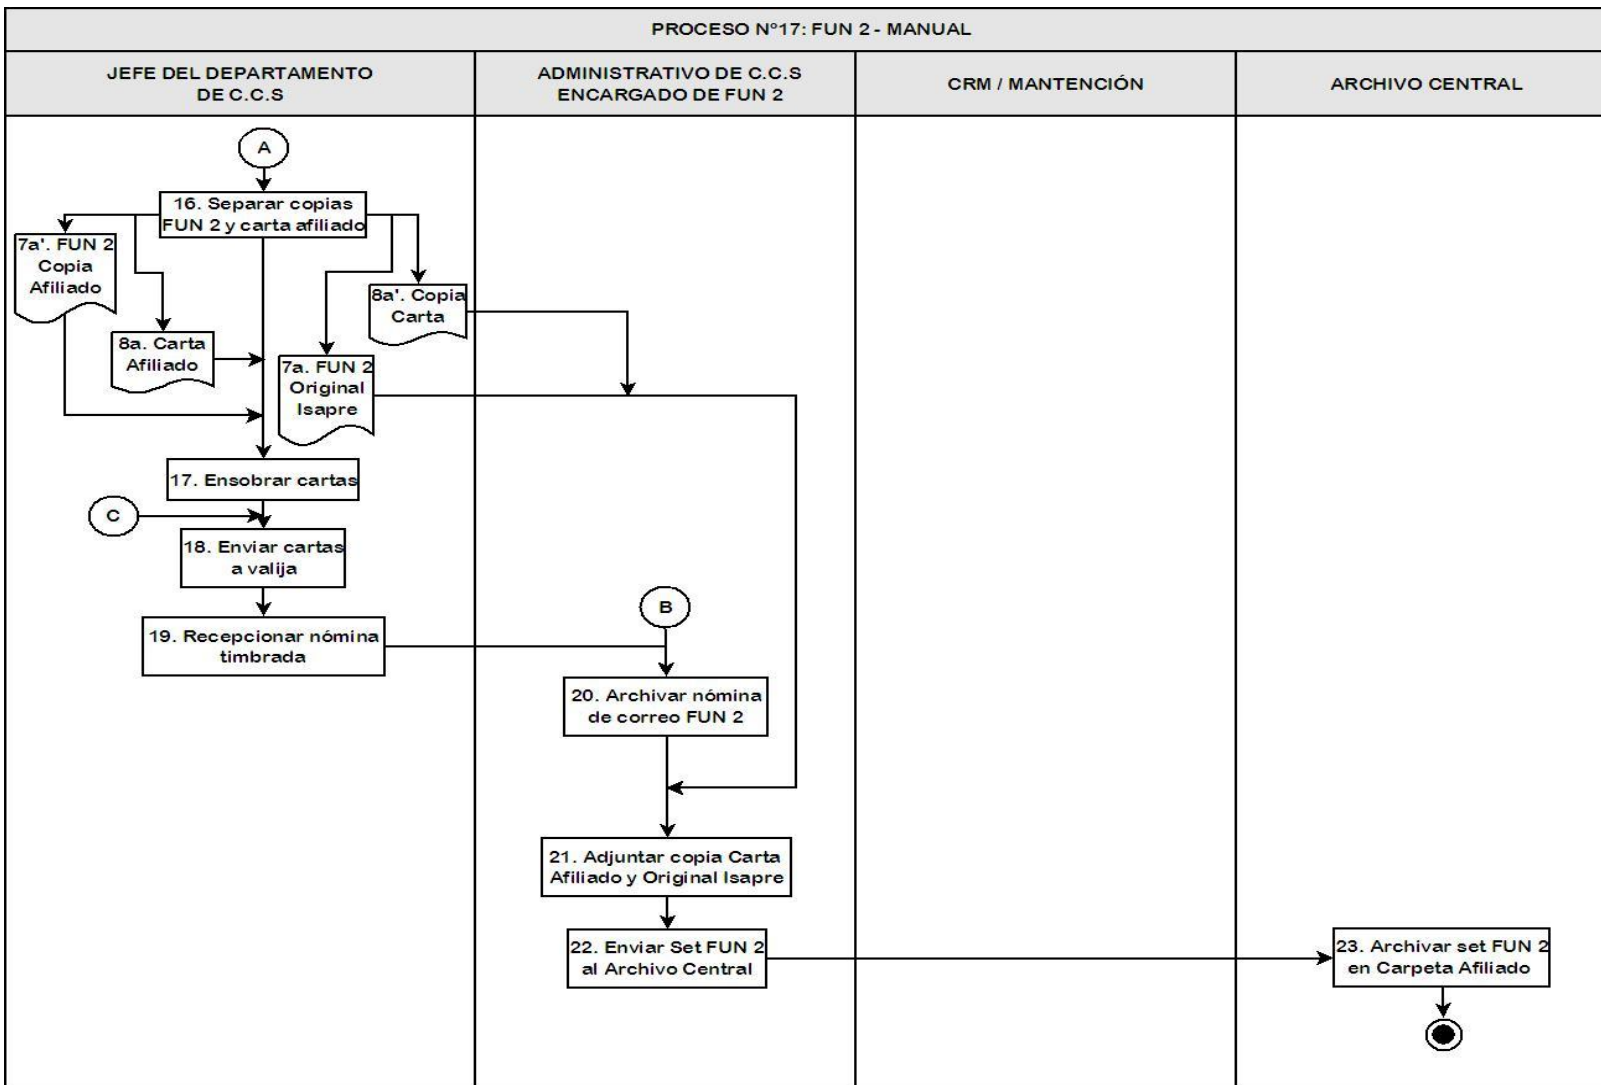 PROCESO Nº17: FUN 2 - MANUAL
JEFE DEL DEPARTAMENTO
DE C.C.S
ADMINISTRATIVO DE C.C.S
ENCARGADO DE FUN 2
CRM / MANTENCIÓN
ARCHIVO CENTRAL
A
16. Separar copias
FUN 2 y carta afiliado
7a'. FUN 2
Copia
Afiliado
8a'. Copia
Carta
8a. Carta
Afiliado
7a. FUN 2
Original
Isapre
17. Ensobrar cartas
C
18. Enviar cartas
a valija
B
19. Recepcionar nómina
timbrada
20. Archivar nómina
de correo FUN 2
21. Adjuntar copia Carta
Afiliado y Original Isapre
22. Enviar Set FUN 2
al Archivo Central
23. Archivar set FUN 2
en Carpeta Afiliado